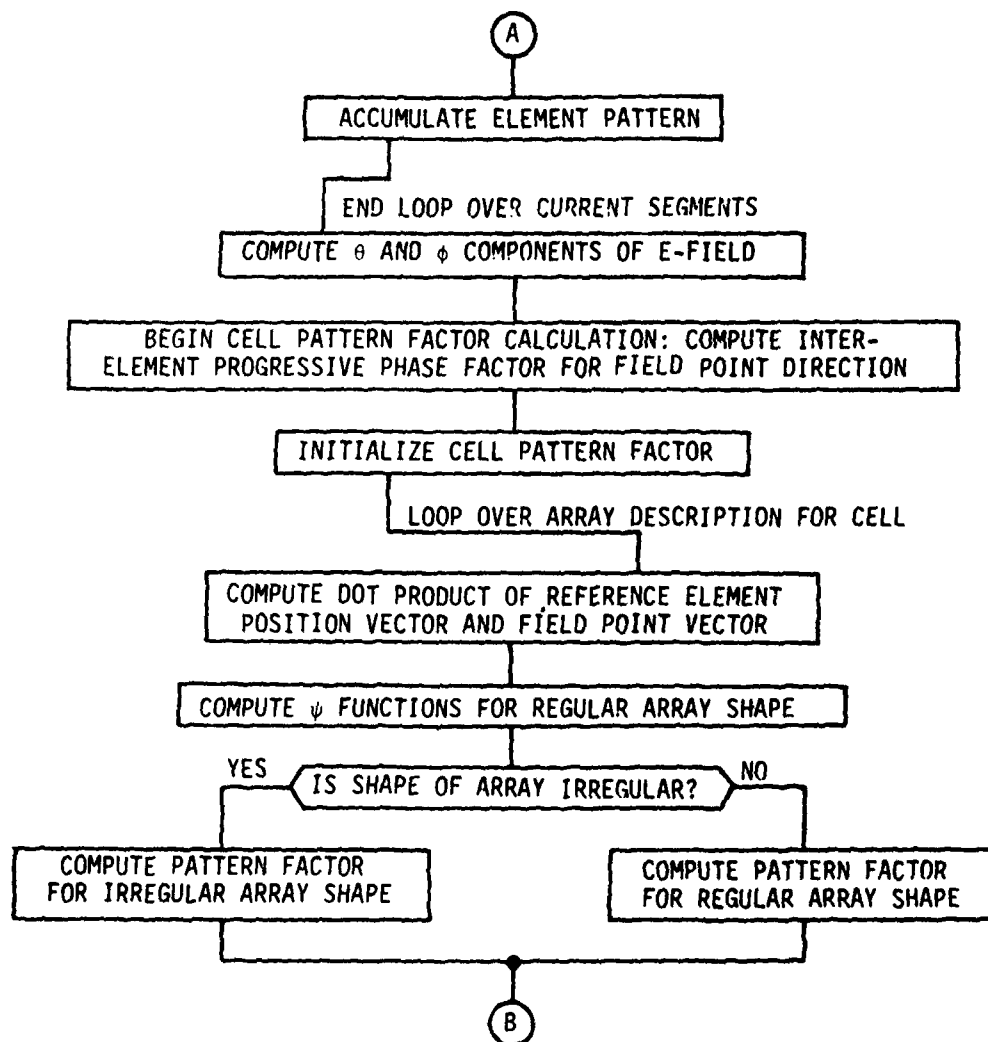 A
ACCUMULATE ELEMENT PATTERN
END LOOP OVER CURRENT SEGMENTS
COMPUTE θ AND ϕ COMPONENTS OF E-FIELD
BEGIN CELL PATTERN FACTOR CALCULATION: COMPUTE INTER-
ELEMENT PROGRESSIVE PHASE FACTOR FOR FIELD POINT DIRECTION
INITIALIZE CELL PATTERN FACTOR
LOOP OVER ARRAY DESCRIPTION FOR CELL
COMPUTE DOT PRODUCT OF REFERENCE ELEMENT
POSITION VECTOR AND FIELD POINT VECTOR
COMPUTE ψ FUNCTIONS FOR REGULAR ARRAY SHAPE
YES
IS SHAPE OF ARRAY IRREGULAR?
NO
COMPUTE PATTERN FACTOR
FOR IRREGULAR ARRAY SHAPE
COMPUTE PATTERN FACTOR
FOR REGULAR ARRAY SHAPE
B